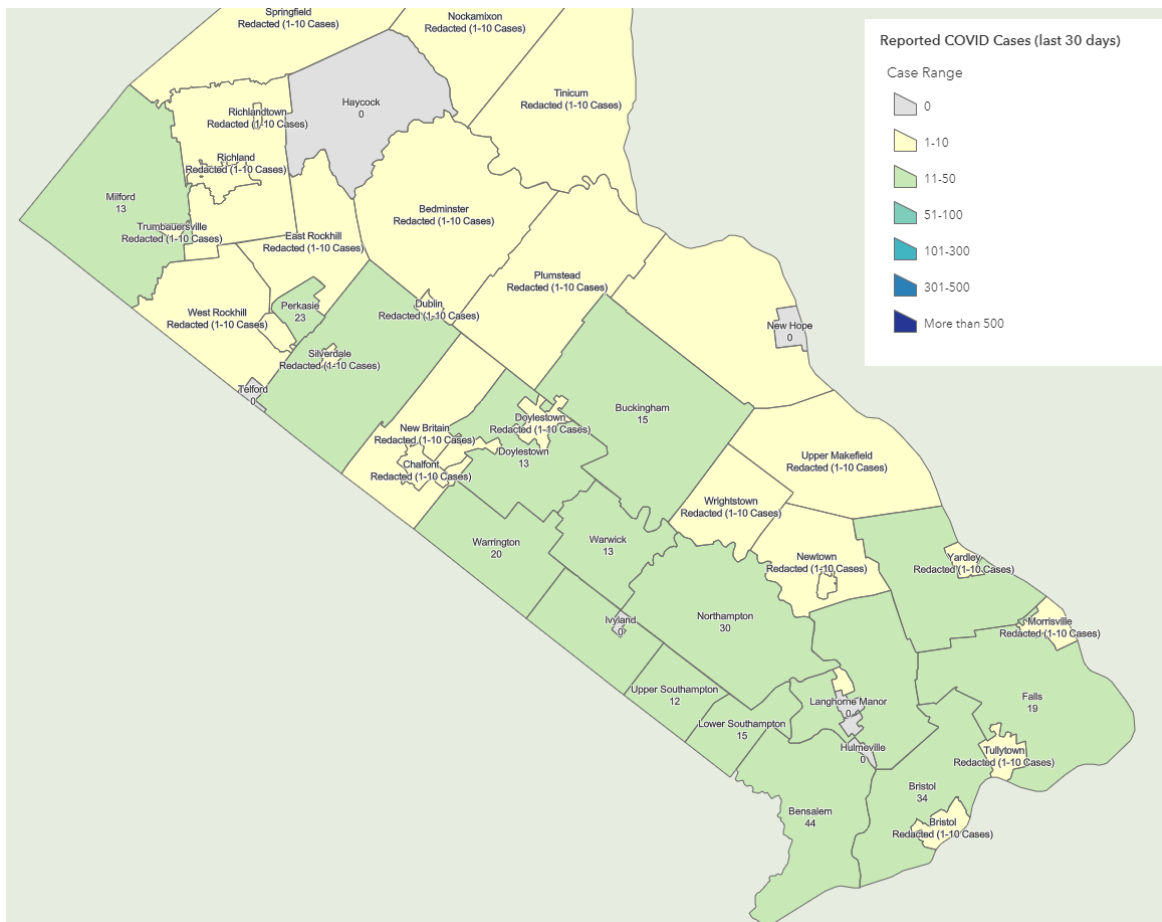 Springfield
Redacted (1-10 Cases)
Nockamixon
Redacted (1-10 Cases)
Reported COVID Cases (last 30 days)
Case Range
0
1-10
11-50
51-100
101-300
301-500
More than 500
Haycock
0
Tinicum
Redacted (1-10 Cases)
Richlandtown
Redacted (1-10 Cases)
Richland
Redacted (1-10 Cases)
Milford
13
Bedminster
Redacted (1-10 Cases)
Trumbauersville
Redacted (1-10 Cases)
East Rockhill
Redacted (1-10 Cases)
Plumstead
Redacted (1-10 Cases)
Perkasie
23
Dublin
Redacted (1-10 Cases)
West Rockhill
Redacted (1-10 Cases)
New Hope
0
Silverdale
Redacted (1-10 Cases)
Telford
0
Buckingham
15
Doylestown
Redacted (1-10 Cases)
New Britain
Redacted (1-10 Cases)
Doylestown
13
Chalfont
Redacted (1-10 Cases)
Upper Makefield
Redacted (1-10 Cases)
Wrightstown
Redacted (1-10 Cases)
Warrington
20
Warwick
13
Newtown
Redacted (1-10 Cases)
Yardley
Redacted (1-10 Cases)
Northampton
30
Ivyland
0
Morrisville
Redacted (1-10 Cases)
Upper Southampton
12
Langhorne Manor
0
Falls
19
Lower Southampton
15
Hulmeville
0
Tullytown
Redacted (1-10 Cases)
Bristol
34
Bensalem
44
Bristol
Redacted (1-10 Cases)